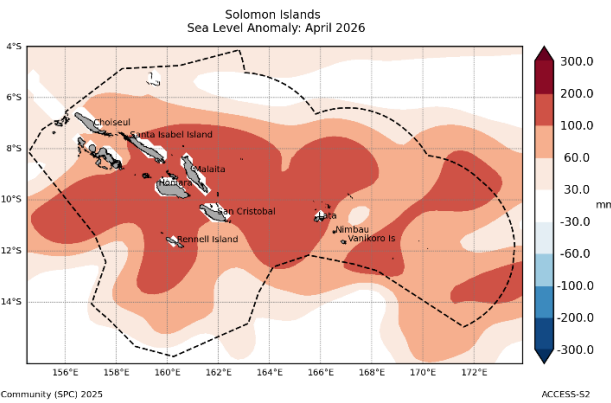 Solomon Islands
Sea Level Anomaly: April 2026
4°S
6°S
8°S
10°S
12°S
14°S
Choiseul
Santa Isabel Island
Malaita
Honiara
San Cristobal
Lata
Nimbau
Vanikoro Is
Rennell Island
156°E
158°E
160°E
162°E
164°E
166°E
168°E
170°E
172°E
300.0
200.0
100.0
60.0
30.0
-30.0
-60.0
-100.0
-200.0
-300.0
mm
Community (SPC) 2025
ACCESS-S2